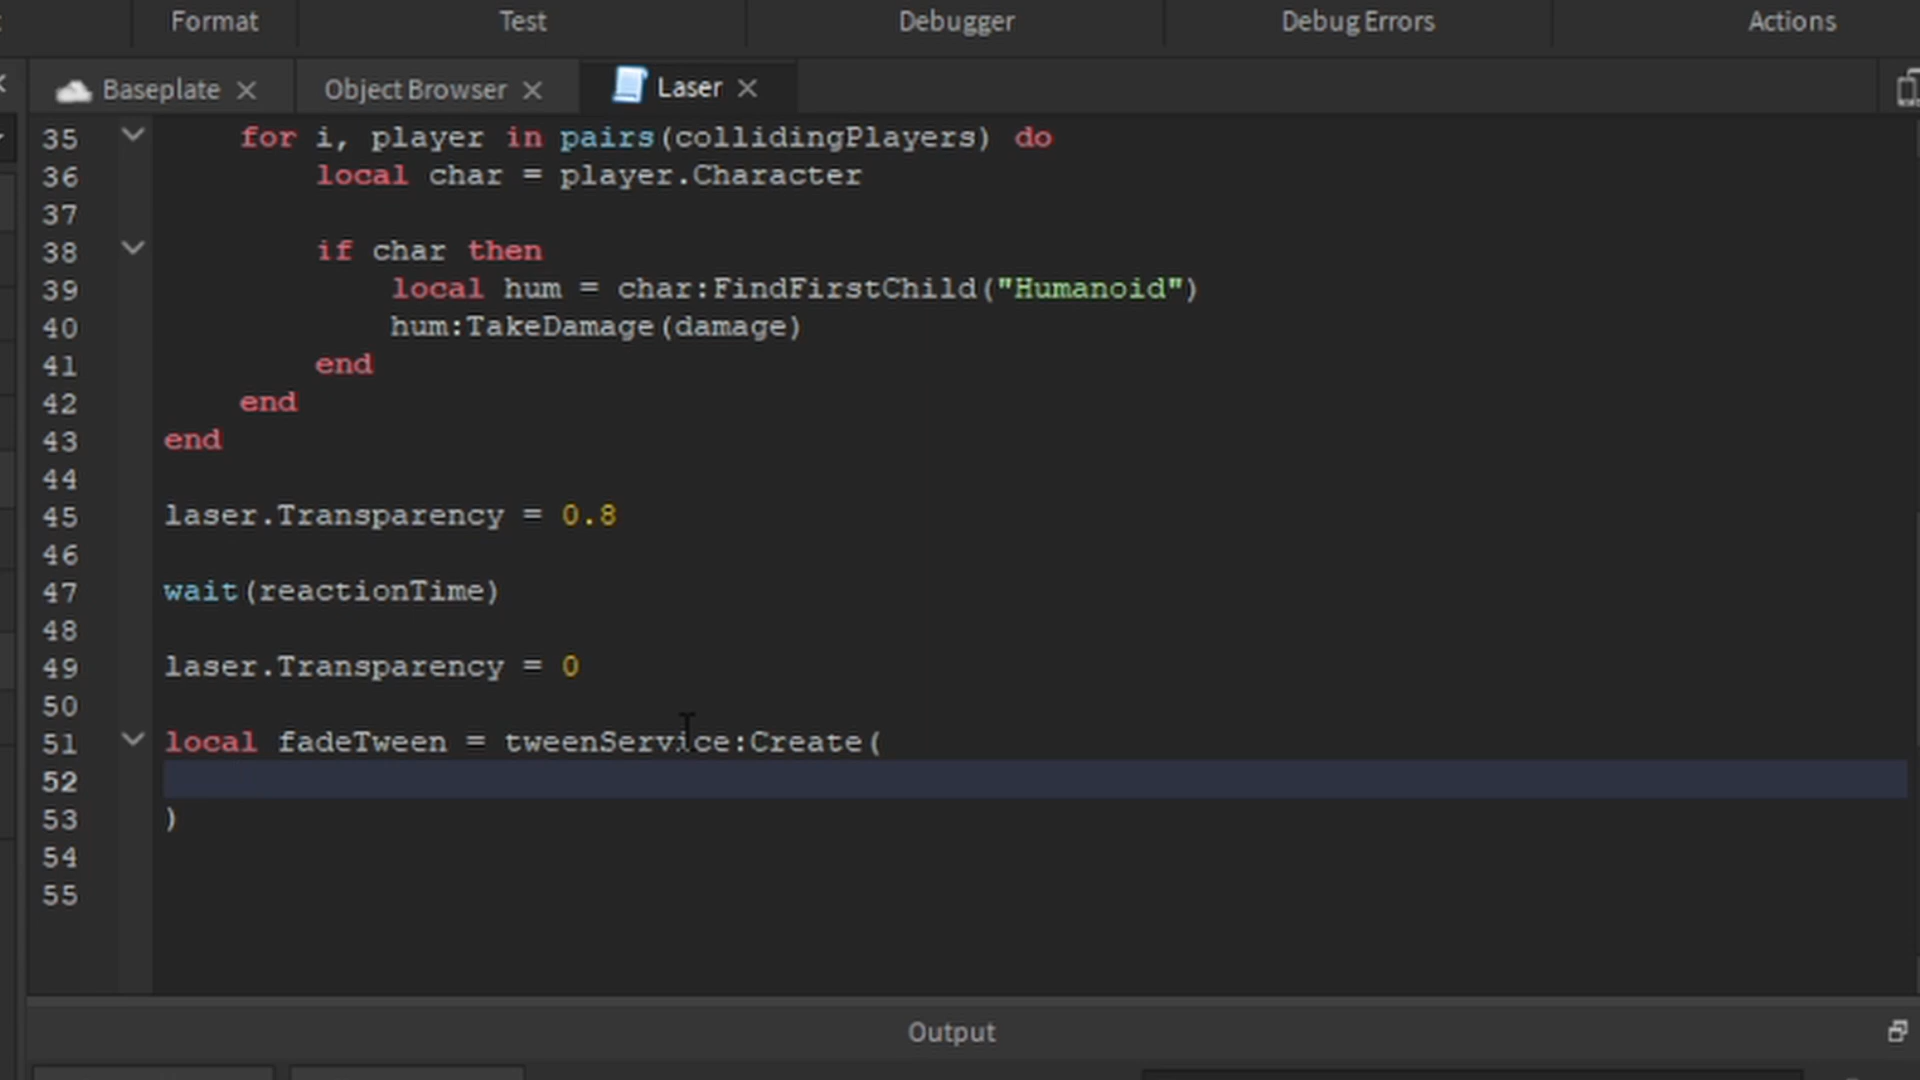 Format Test Debugger Debug Errors Actions
Baseplate Object Browser Laser
35 for i, player in pairs(collidingPlayers) do
36 local char = player.Character
37
38 if char then
39 local hum = char:FindFirstChild("Humanoid")
40 hum:TakeDamage(damage)
41 end
42 end
43 end
44
45 laser.Transparency = 0.8
46
47 wait(reactionTime)
48
49 laser.Transparency = 0
50
51 local fadeTween = tweenService:Create(
52
53 )
54
55
Output